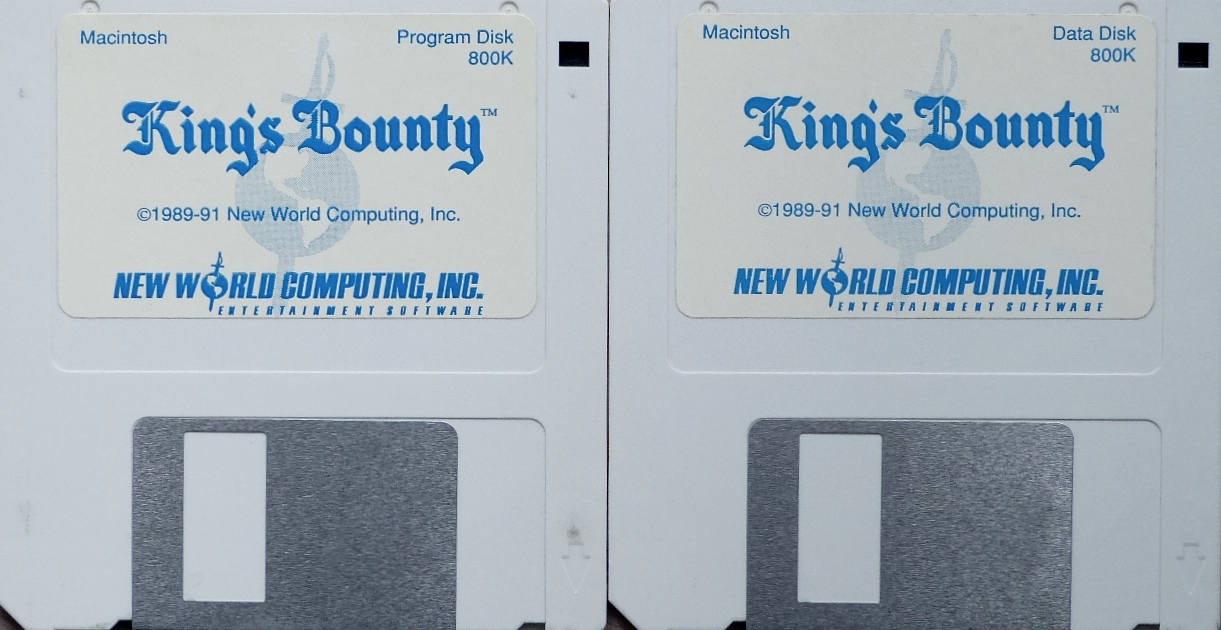 Macintosh
Program Disk
800K
King's Bounty™
©1989-91 New World Computing, Inc.
NEW WORLD COMPUTING, INC.
ENTERTAINMENT SOFTWARE
Macintosh
Data Disk
800K
King's Bounty™
©1989-91 New World Computing, Inc.
NEW WORLD COMPUTING, INC.
ENTERTAINMENT SOFTWARE